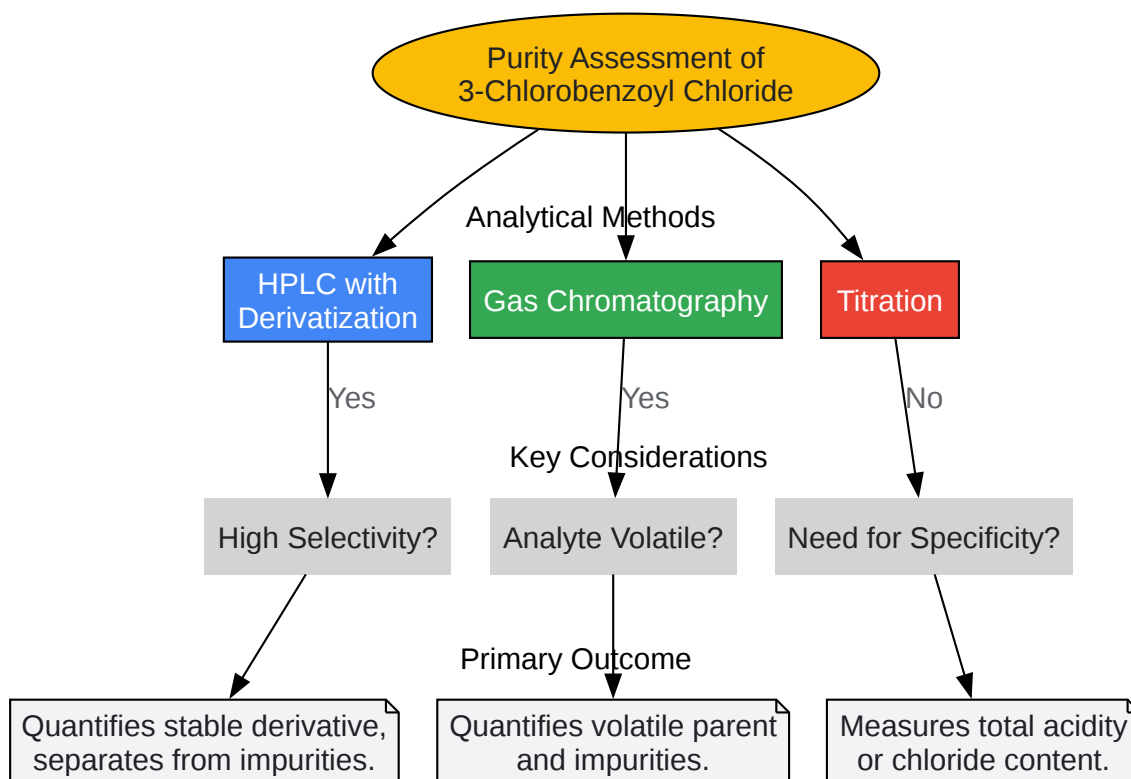 Purity Assessment of
3-Chlorobenzoyl Chloride
Analytical Methods
HPLC with
Derivatization
Gas Chromatography
Titration
Yes
Yes
No
Key Considerations
High Selectivity?
Analyte Volatile?
Need for Specificity?
Primary Outcome
Quantifies stable derivative,
separates from impurities.
Quantifies volatile parent
and impurities.
Measures total acidity
or chloride content.